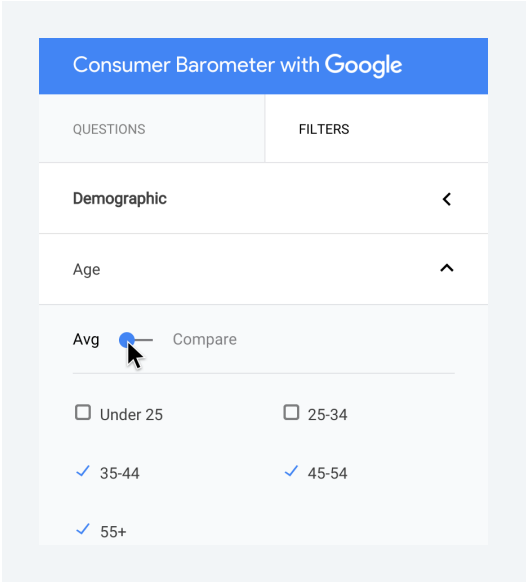 Consumer Barometer with Google
QUESTIONS FILTERS
Demographic
Age
Avg Compare
Under 25 25-34
35-44 45-54
55+